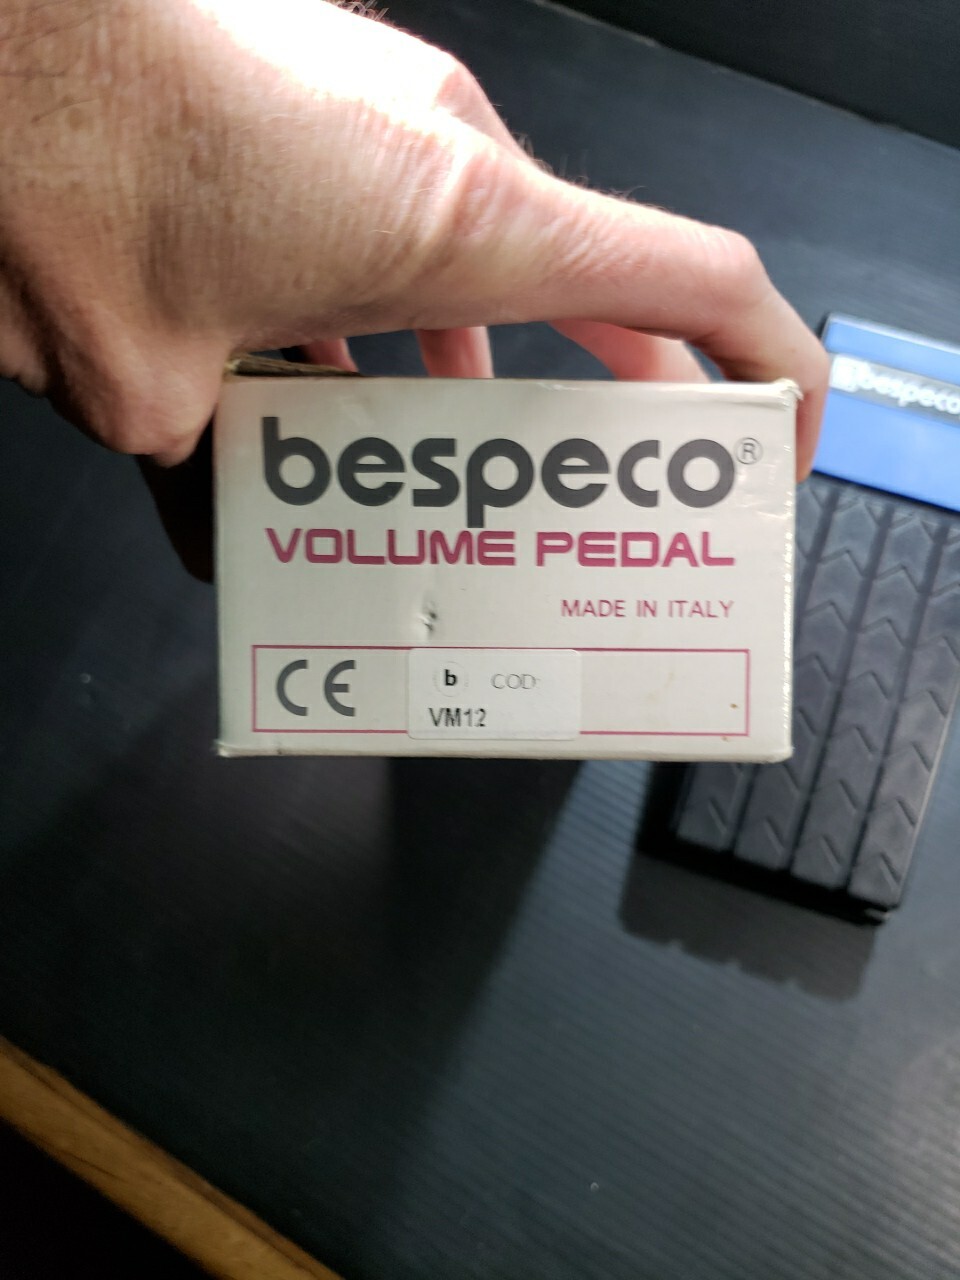 bespeco®
VOLUME PEDAL
MADE IN ITALY
CE
b COD
VM12
bespeco